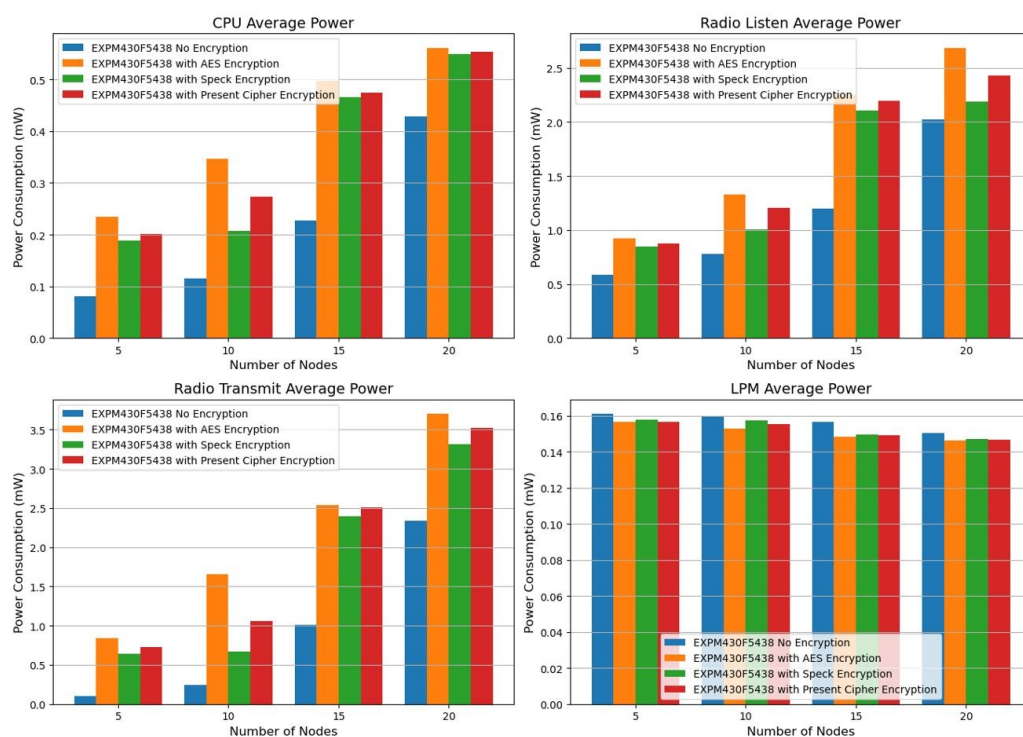 CPU Average Power
EXPM430F5438 No Encryption
EXPM430F5438 with AES Encryption
EXPM430F5438 with Speck Encryption
EXPM430F5438 with Present Cipher Encryption
Power Consumption (mW)
0.5
0.4
0.3
0.2
0.1
0.0
5 10 15 20
Number of Nodes
Radio Listen Average Power
EXPM430F5438 No Encryption
EXPM430F5438 with AES Encryption
EXPM430F5438 with Speck Encryption
EXPM430F5438 with Present Cipher Encryption
Power Consumption (mW)
2.5
2.0
1.5
1.0
0.5
0.0
5 10 15 20
Number of Nodes
Radio Transmit Average Power
EXPM430F5438 No Encryption
EXPM430F5438 with AES Encryption
EXPM430F5438 with Speck Encryption
EXPM430F5438 with Present Cipher Encryption
Power Consumption (mW)
3.5
3.0
2.5
2.0
1.5
1.0
0.5
0.0
5 10 15 20
Number of Nodes
LPM Average Power
Power Consumption (mW)
0.16
0.14
0.12
0.10
0.08
0.06
0.04
0.02
0.00
EXPM430F5438 No Encryption
EXPM430F5438 with AES Encryption
EXPM430F5438 with Speck Encryption
EXPM430F5438 with Present Cipher Encryption
5 10 15 20
Number of Nodes